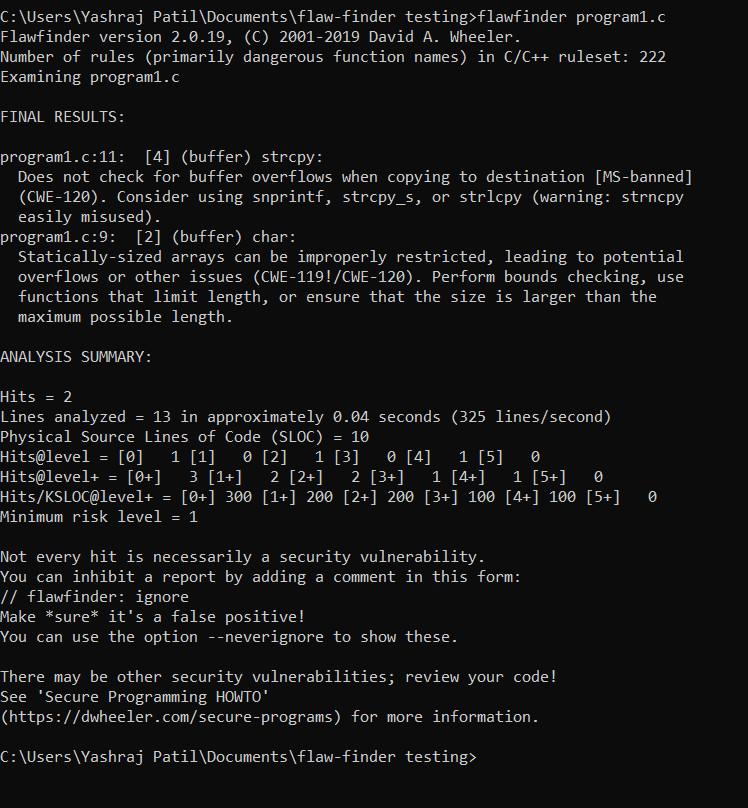 C:\Users\Yashraj Patil\Documents\flaw-finder testing>flawfinder program1.c
Flawfinder version 2.0.19, (C) 2001-2019 David A. Wheeler.
Number of rules (primarily dangerous function names) in C/C++ ruleset: 222
Examining program1.c
FINAL RESULTS:
program1.c:11:  [4] (buffer) strcpy:
  Does not check for buffer overflows when copying to destination [MS-banned]
  (CWE-120). Consider using snprintf, strcpy_s, or strlcpy (warning: strncpy
  easily misused).
program1.c:9:  [2] (buffer) char:
  Statically-sized arrays can be improperly restricted, leading to potential
  overflows or other issues (CWE-119!/CWE-120). Perform bounds checking, use
  functions that limit length, or ensure that the size is larger than the
  maximum possible length.
ANALYSIS SUMMARY:
Hits = 2
Lines analyzed = 13 in approximately 0.04 seconds (325 lines/second)
Physical Source Lines of Code (SLOC) = 10
Hits@level = [0]   1 [1]   0 [2]   1 [3]   0 [4]   1 [5]   0
Hits@level+ = [0+]   3 [1+]   2 [2+]   2 [3+]   1 [4+]   1 [5+]   0
Hits/KSLOC@level+ = [0+] 300 [1+] 200 [2+] 200 [3+] 100 [4+] 100 [5+]   0
Minimum risk level = 1
Not every hit is necessarily a security vulnerability.
You can inhibit a report by adding a comment in this form:
// flawfinder: ignore
Make *sure* it's a false positive!
You can use the option --neverignore to show these.
There may be other security vulnerabilities; review your code!
See 'Secure Programming HOWTO'
(https://dwheeler.com/secure-programs) for more information.
C:\Users\Yashraj Patil\Documents\flaw-finder testing>